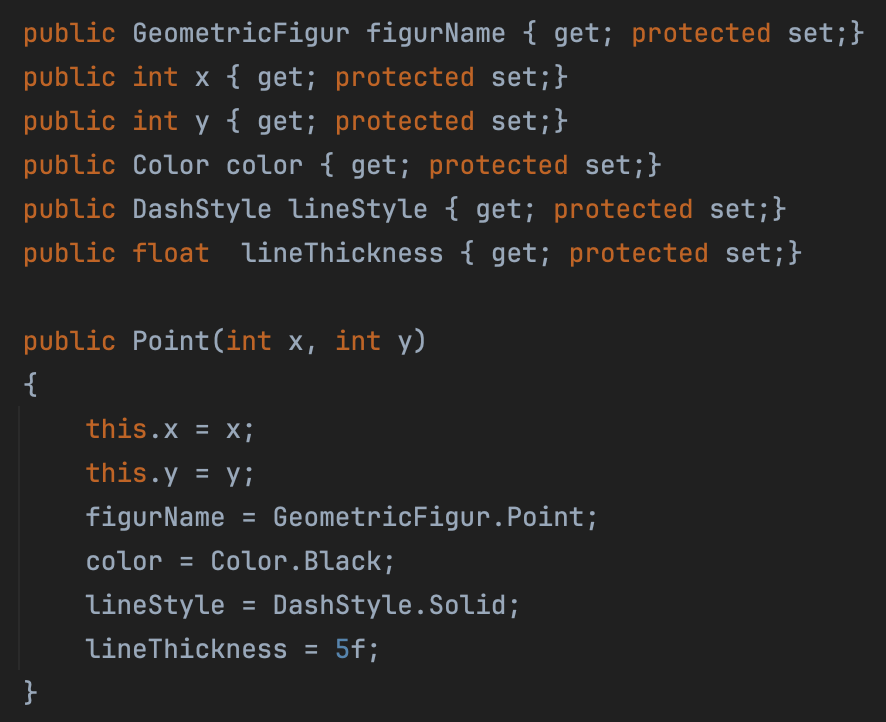 public GeometricFigur figurName { get; protected set;}
public int x { get; protected set;}
public int y { get; protected set;}
public Color color { get; protected set;}
public DashStyle lineStyle { get; protected set;}
public float  lineThickness { get; protected set;}

public Point(int x, int y)
{
    this.x = x;
    this.y = y;
    figurName = GeometricFigur.Point;
    color = Color.Black;
    lineStyle = DashStyle.Solid;
    lineThickness = 5f;
}